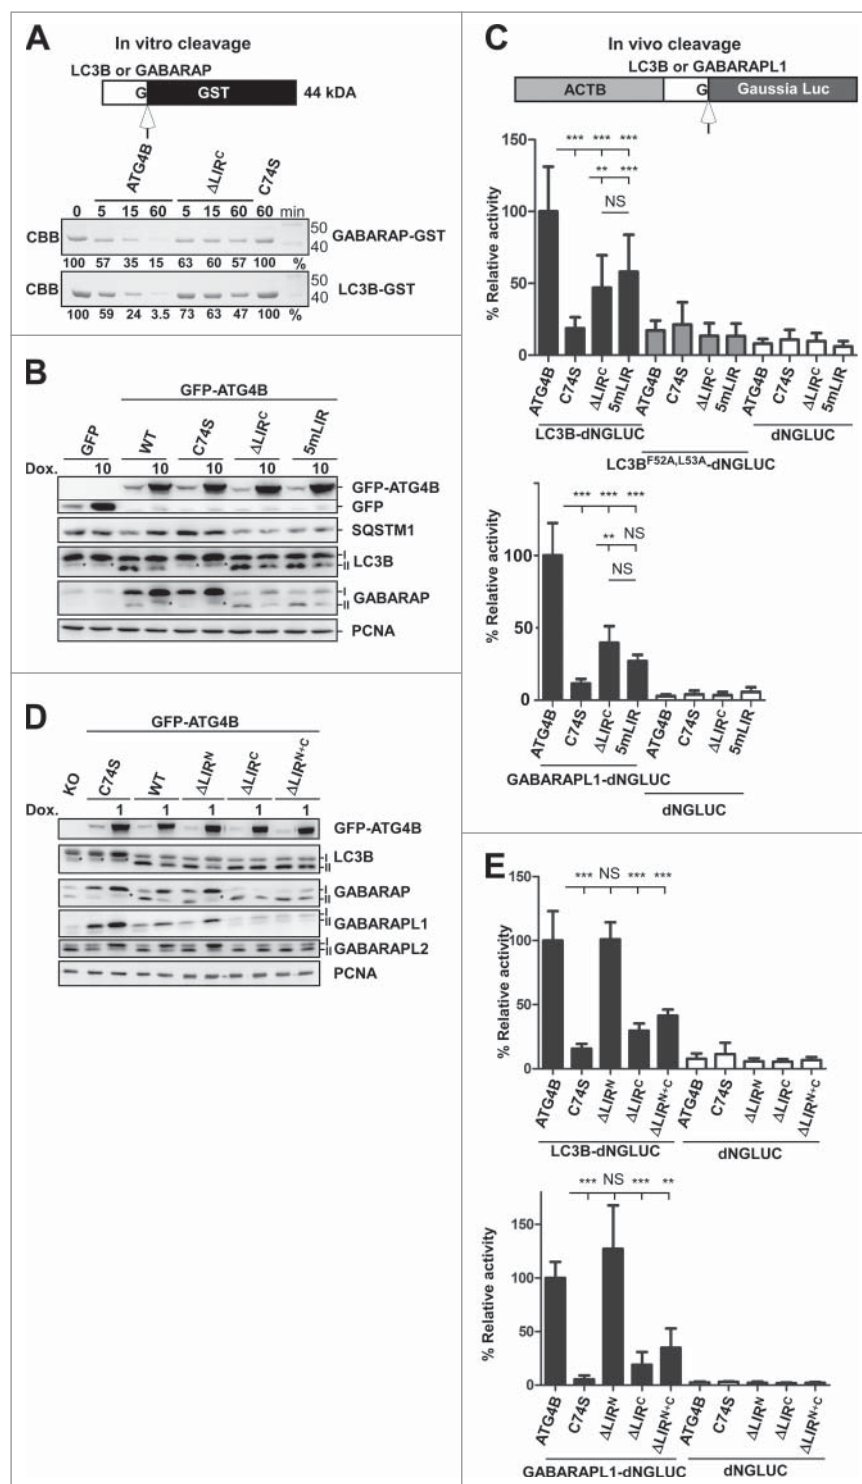 A
In vitro cleavage
LC3B or GABARAP
G GST 44 kDA
ATG4B ΔLIR^C C74S
0 5 15 60 5 15 60 60 min
CBB 50 40 GABARAP-GST
100 57 35 15 63 60 57 100 %
CBB 50 40 LC3B-GST
100 59 24 3.5 73 63 47 100 %
B
GFP-ATG4B
GFP WT C74S ΔLIR^C 5mLIR
Dox. 10 10 10 10 10
GFP-ATG4B
GFP
SQSTM1
I
II LC3B
I
II GABARAP
PCNA
D
GFP-ATG4B
KO C74S WT ΔLIR^N ΔLIR^C ΔLIR^N+C
Dox. 1 1 1 1 1
GFP-ATG4B
I
II LC3B
I
II GABARAP
I
II GABARAPL1
I
II GABARAPL2
PCNA
C
In vivo cleavage
LC3B or GABARAPL1
ACTB G Gaussia Luc
% Relative activity
150
100
50
0
*** *** ***
** ***
NS
ATG4B C74S ΔLIR^C 5mLIR ATG4B C74S ΔLIR^C 5mLIR ATG4B C74S ΔLIR^C 5mLIR
LC3B-dNGLUC dNGLUC
LC3B^F52A,L53A-dNGLUC
% Relative activity
150
100
50
0
*** *** ***
** NS
NS
ATG4B C74S ΔLIR^C 5mLIR ATG4B C74S ΔLIR^C 5mLIR
GABARAPL1-dNGLUC
dNGLUC
E
% Relative activity
150
100
50
0
*** NS *** ***
ATG4B C74S ΔLIR^N ΔLIR^C ΔLIR^N+C ATG4B C74S ΔLIR^N ΔLIR^C ΔLIR^N+C
LC3B-dNGLUC dNGLUC
% Relative activity
150
100
50
0
*** NS *** **
ATG4B C74S ΔLIR^N ΔLIR^C ΔLIR^N+C ATG4B C74S ΔLIR^N ΔLIR^C ΔLIR^N+C
GABARAPL1-dNGLUC dNGLUC